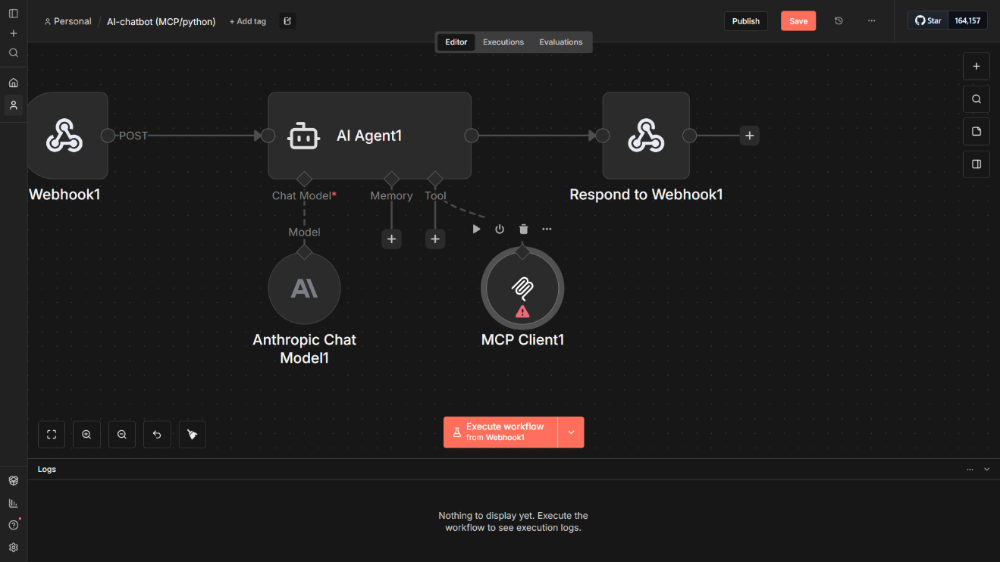 Personal / AI-chatbot (MCP/python) + Add tag
Publish
Save
Star 164,157
Editor Executions Evaluations
POST
AI Agent1
Webhook1
Chat Model*
Memory
Tool
Respond to Webhook1
Model
Anthropic Chat
Model1
MCP Client1
Execute workflow
from Webhook1
Logs
Nothing to display yet. Execute the
workflow to see execution logs.